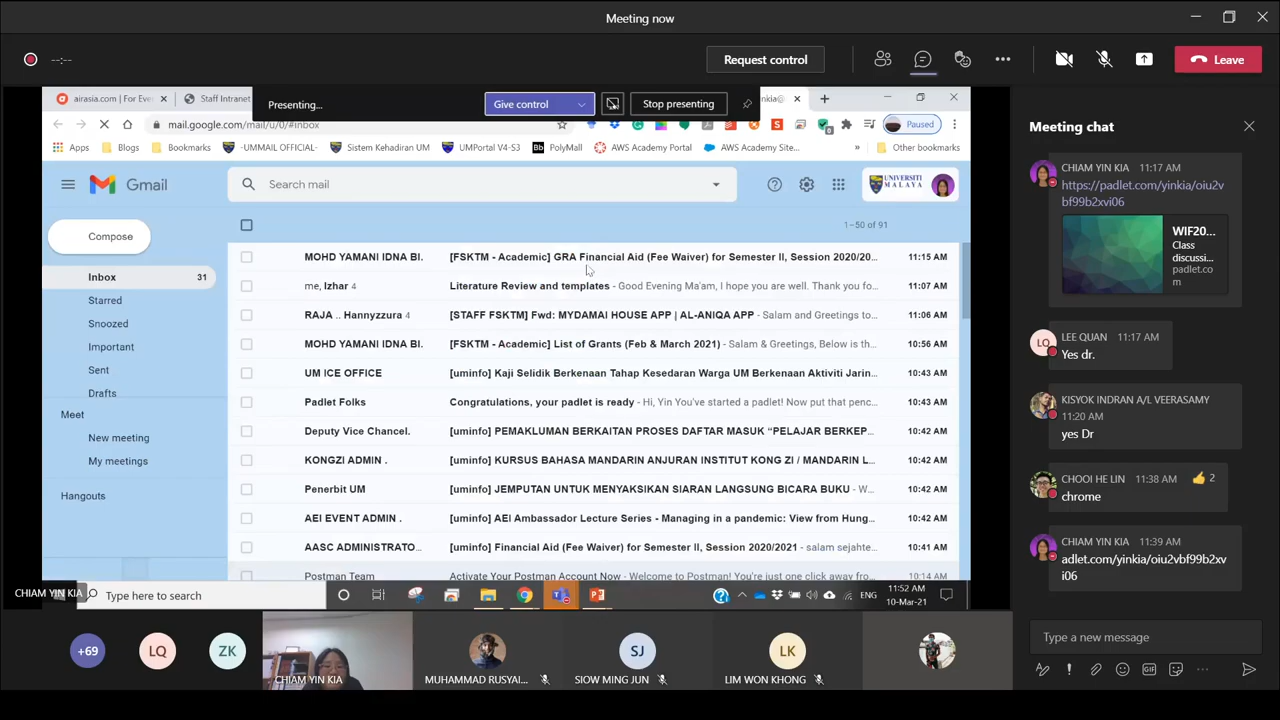 Meeting now
--:--
Request control
Leave
airasia.com | For Eve
Staff Intranet
Presenting...
Give control
Stop presenting
nkia@
mail.google.com/mail/u/0/#inbox
Paused
Apps
Blogs
Bookmarks
-UMMAIL OFFICIAL-
Sistem Kehadiran UM
UMPortal V4-S3
Bb
PolyMall
AWS Academy Portal
AWS Academy Site...
»
Other bookmarks
Gmail
Search mail
UNIVERSITI
MALAYA
Compose
1–50 of 91
Inbox 31
Starred
Snoozed
Important
Sent
Drafts
Meet
New meeting
My meetings
Hangouts
MOHD YAMANI IDNA BI. [FSKTM - Academic] GRA Financial Aid (Fee Waiver) for Semester II, Session 2020/20... 11:15 AM
me, Izhar 4 Literature Review and templates - Good Evening Ma'am, I hope you are well. Thank you fo... 11:07 AM
RAJA .. Hannyzzura 4 [STAFF FSKTM] Fwd: MYDAMAI HOUSE APP | AL-ANIQA APP - Salam and Greetings to... 11:06 AM
MOHD YAMANI IDNA BI. [FSKTM - Academic] List of Grants (Feb & March 2021) - Salam & Greetings, Below is th... 10:56 AM
UM ICE OFFICE [uminfo] Kaji Selidik Berkenaan Tahap Kesedaran Warga UM Berkenaan Aktiviti Jarin... 10:43 AM
Padlet Folks Congratulations, your padlet is ready - Hi, Yin You've started a padlet! Now put that penc... 10:43 AM
Deputy Vice Chancel. [uminfo] PEMAKLUMAN BERKAITAN PROSES DAFTAR MASUK “PELAJAR BERKEP... 10:42 AM
KONGZI ADMIN . [uminfo] KURSUS BAHASA MANDARIN ANJURAN INSTITUT KONG ZI / MANDARIN L... 10:42 AM
Penerbit UM [uminfo] JEMPUTAN UNTUK MENYAKSIKAN SIARAN LANGSUNG BICARA BUKU - W... 10:42 AM
AEI EVENT ADMIN . [uminfo] AEI Ambassador Lecture Series - Managing in a pandemic: View from Hung... 10:42 AM
AASC ADMINISTRATO... [uminfo] Financial Aid (Fee Waiver) for Semester II, Session 2020/2021 - salam sejahte... 10:41 AM
Postman Team Activate Your Postman Account Now - Welcome to Postman! You're just one click away fro... 10:14 AM
CHIAM YIN KIA
Type here to search
ENG
11:52 AM
10-Mar-21
+69
LQ
ZK
CHIAM YIN KIA
MUHAMMAD RUSYAI...
SJ
SIOW MING JUN
LK
LIM WON KHONG
Meeting chat
CHIAM YIN KIA 11:17 AM
https://padlet.com/yinkia/oiu2v
bf99b2xvi06
WIF20...
Class
discussi...
padlet.co
m
LQ
LEE QUAN 11:17 AM
Yes dr.
KISYOK INDRAN A/L VEERASAMY
11:20 AM
yes Dr
CHOOI HE LIN 11:38 AM 2
chrome
CHIAM YIN KIA 11:39 AM
adlet.com/yinkia/oiu2vbf99b2xv
i06
Type a new message
GIF